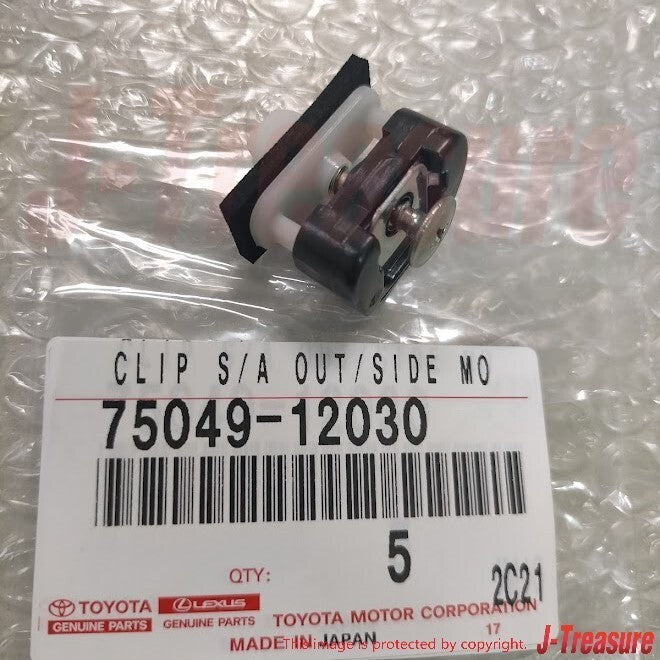 J-Treasure
CLIP S/A OUT/SIDE MO
75049-12030
5
QTY:
2C21
TOYOTA
GENUINE PARTS
LEXUS
GENUINE PARTS
TOYOTA MOTOR CORPORATION
17
MADE IN JAPAN
This image is protected by copyright.
J-Treasure